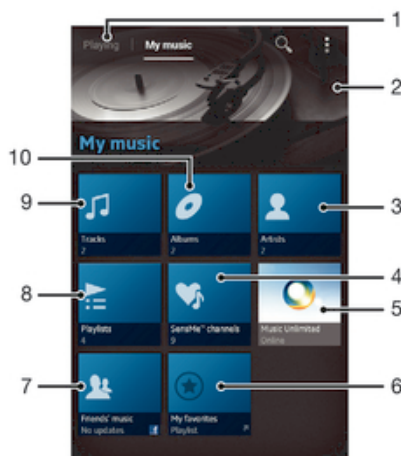 1
Playing | My music
2
My music
10
9
Tracks
2
Albums
2
Artists
2
3
4
8
Playlists
4
SensMe™ channels
9
Music Unlimited
Online
5
7
Friends' music
No updates
f
My favorites
Playlist
6